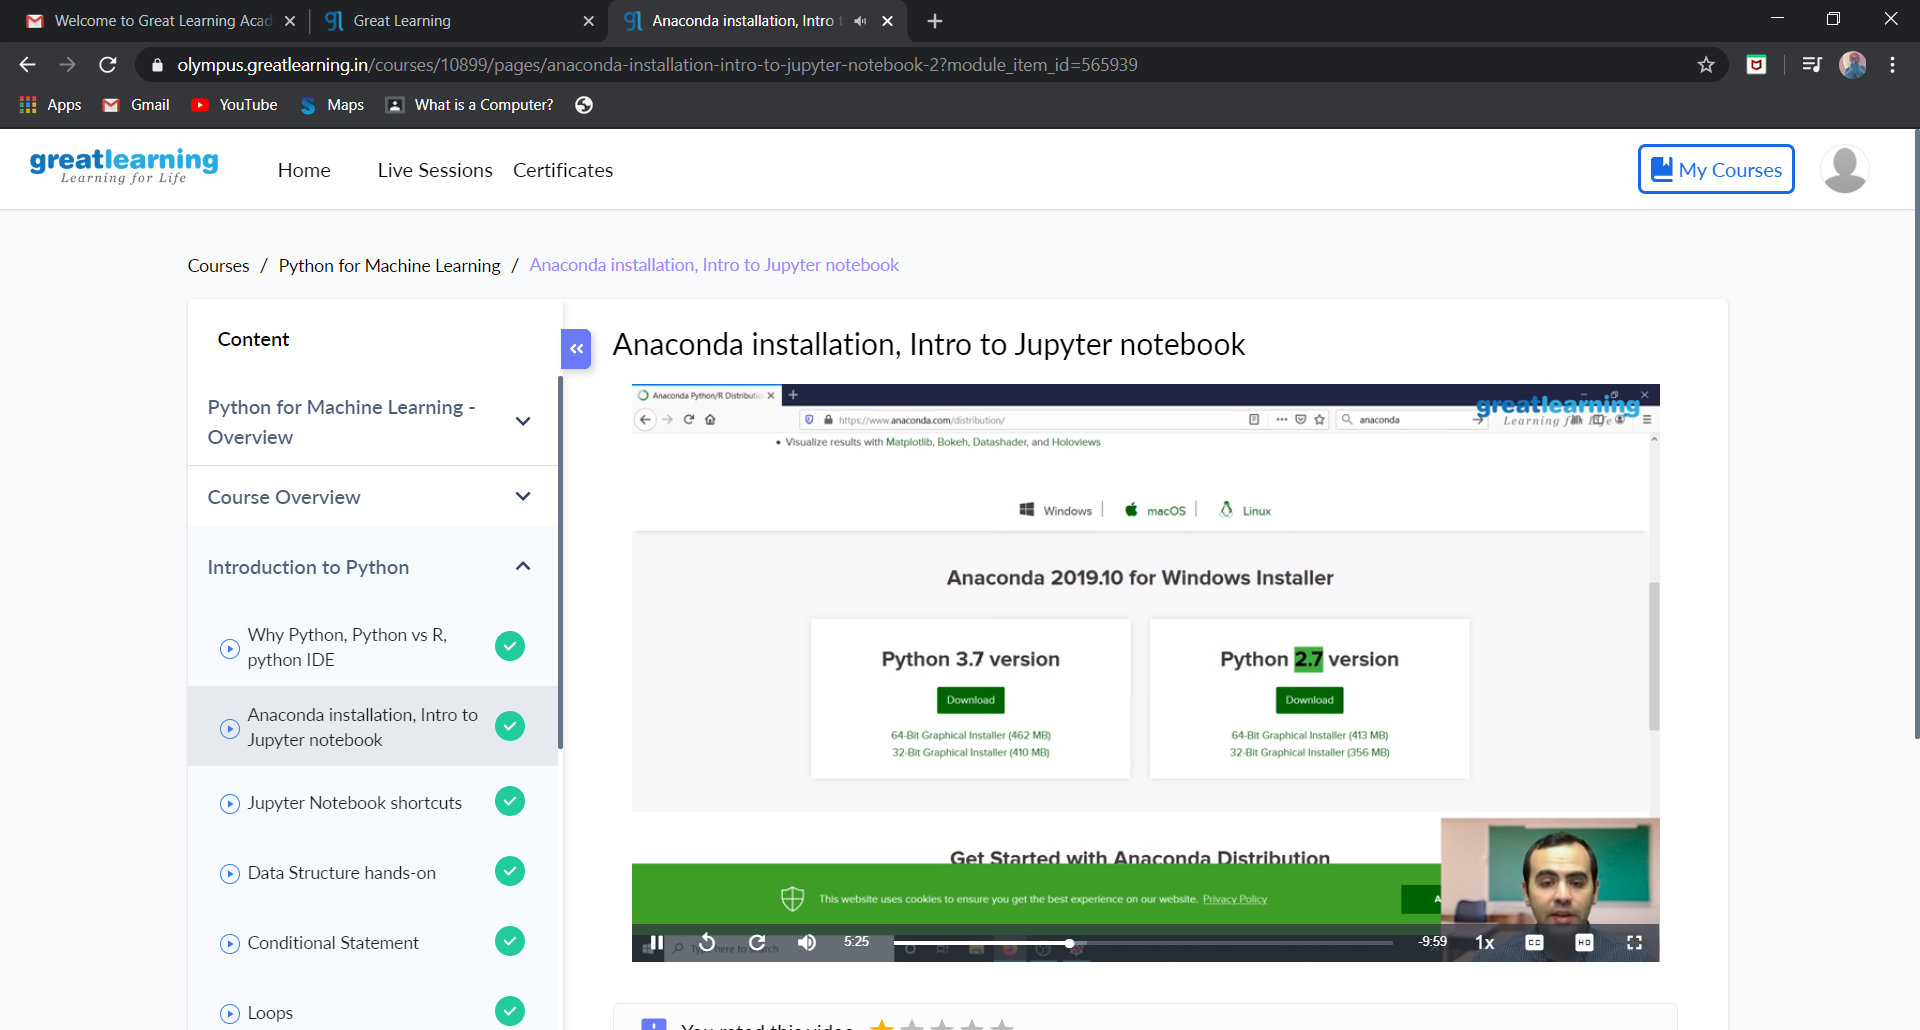 Welcome to Great Learning Acad
Great Learning
Anaconda installation, Intro t
olympus.greatlearning.in/courses/10899/pages/anaconda-installation-intro-to-jupyter-notebook-2?module_item_id=565939
Apps
Gmail
YouTube
Maps
What is a Computer?
greatlearning
Learning for Life
Home
Live Sessions
Certificates
My Courses
Courses / Python for Machine Learning / Anaconda installation, Intro to Jupyter notebook
Content
Python for Machine Learning -
Overview
Course Overview
Introduction to Python
Why Python, Python vs R,
python IDE
Anaconda installation, Intro to
Jupyter notebook
Jupyter Notebook shortcuts
Data Structure hands-on
Conditional Statement
Loops
Anaconda installation, Intro to Jupyter notebook
Anaconda Python/R Distributi
https://www.anaconda.com/distribution/
anaconda
greatlearning
Learning for Life
• Visualize results with Matplotlib, Bokeh, Datashader, and Holoviews
Windows
macOS
Linux
Anaconda 2019.10 for Windows Installer
Python 3.7 version
Download
64-Bit Graphical Installer (462 MB)
32-Bit Graphical Installer (410 MB)
Python 2.7 version
Download
64-Bit Graphical Installer (413 MB)
32-Bit Graphical Installer (356 MB)
Get Started with Anaconda Distribution
This website uses cookies to ensure you get the best experience on our website. Privacy Policy
A
Type here to search
5:25
-9:59
1x
CC
HD
You rated this video